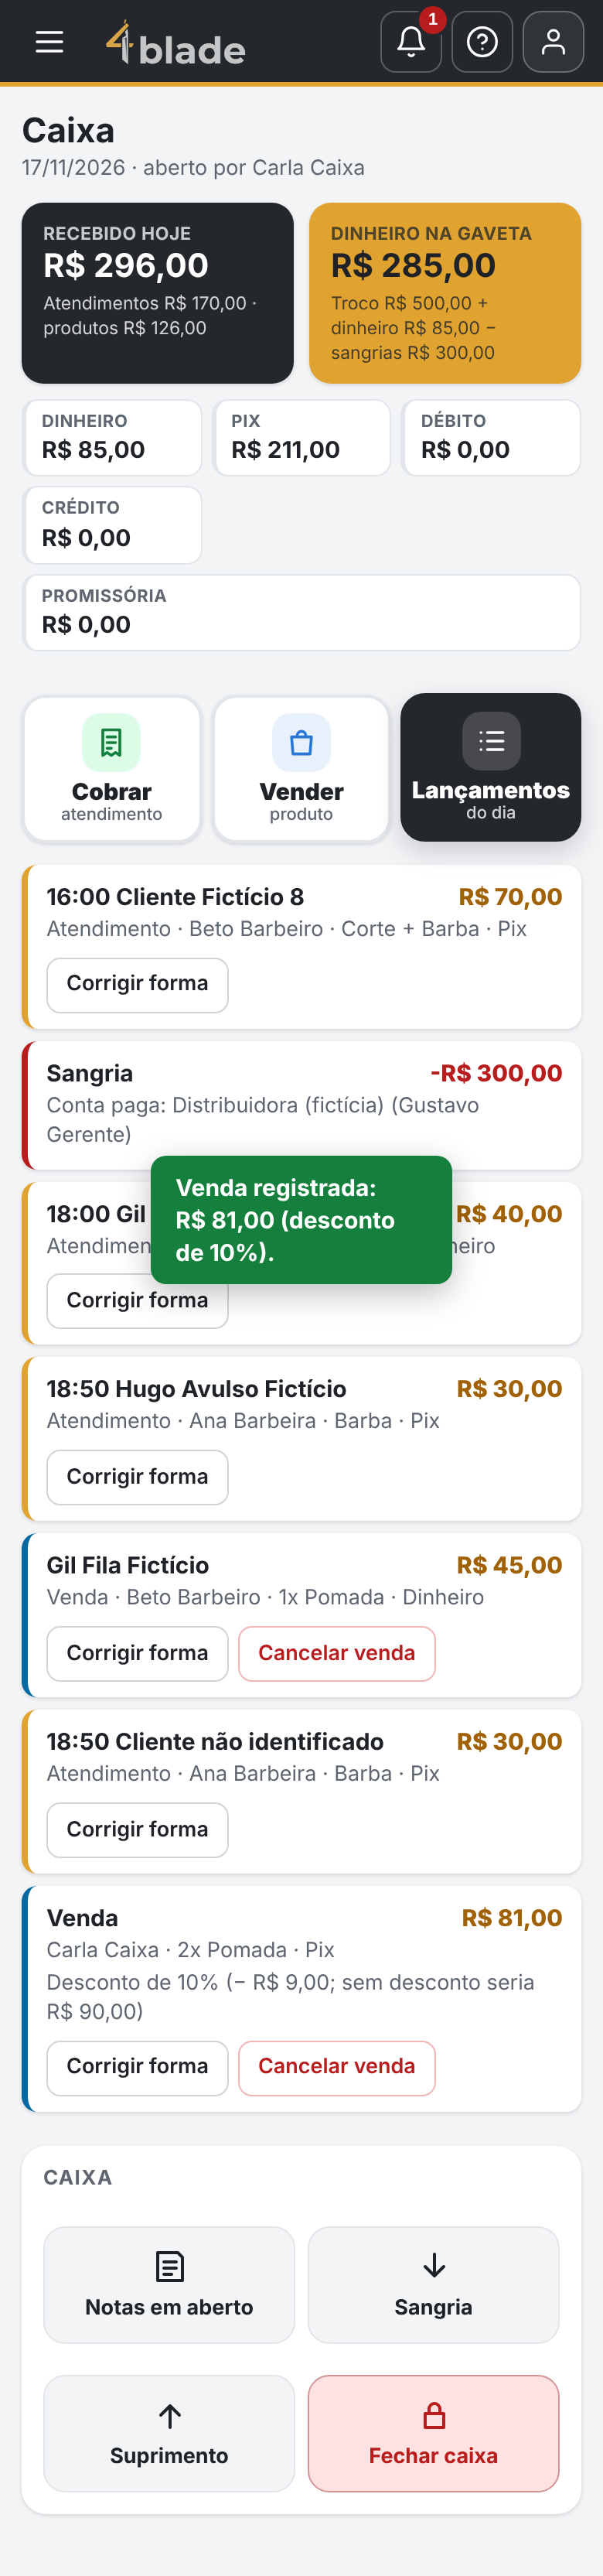 4blade
1
Caixa
17/11/2026 · aberto por Carla Caixa
RECEBIDO HOJE
R$ 296,00
Atendimentos R$ 170,00 ·
produtos R$ 126,00
DINHEIRO NA GAVETA
R$ 285,00
Troco R$ 500,00 +
dinheiro R$ 85,00 −
sangrias R$ 300,00
DINHEIRO
R$ 85,00
PIX
R$ 211,00
DÉBITO
R$ 0,00
CRÉDITO
R$ 0,00
PROMISSÓRIA
R$ 0,00
Cobrar
atendimento
Vender
produto
Lançamentos
do dia
16:00 Cliente Fictício 8 R$ 70,00
Atendimento · Beto Barbeiro · Corte + Barba · Pix
Corrigir forma
Sangria -R$ 300,00
Conta paga: Distribuidora (fictícia) (Gustavo
Gerente)
Venda registrada:
R$ 81,00 (desconto
de 10%).
18:00 Gil R$ 40,00
Corrigir forma
18:50 Hugo Avulso Fictício R$ 30,00
Atendimento · Ana Barbeira · Barba · Pix
Corrigir forma
Gil Fila Fictício R$ 45,00
Venda · Beto Barbeiro · 1x Pomada · Dinheiro
Corrigir forma Cancelar venda
18:50 Cliente não identificado R$ 30,00
Atendimento · Ana Barbeira · Barba · Pix
Corrigir forma
Venda R$ 81,00
Carla Caixa · 2x Pomada · Pix
Desconto de 10% (− R$ 9,00; sem desconto seria
R$ 90,00)
Corrigir forma Cancelar venda
CAIXA
Notas em aberto
Sangria
Suprimento
Fechar caixa